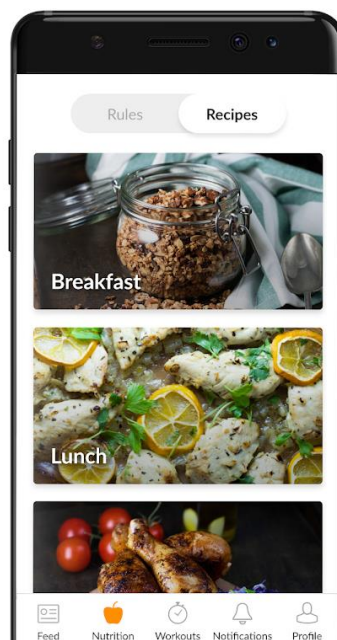 Rules
Recipes
Breakfast
Lunch
Feed
Nutrition
Workouts
Notifications
Profile